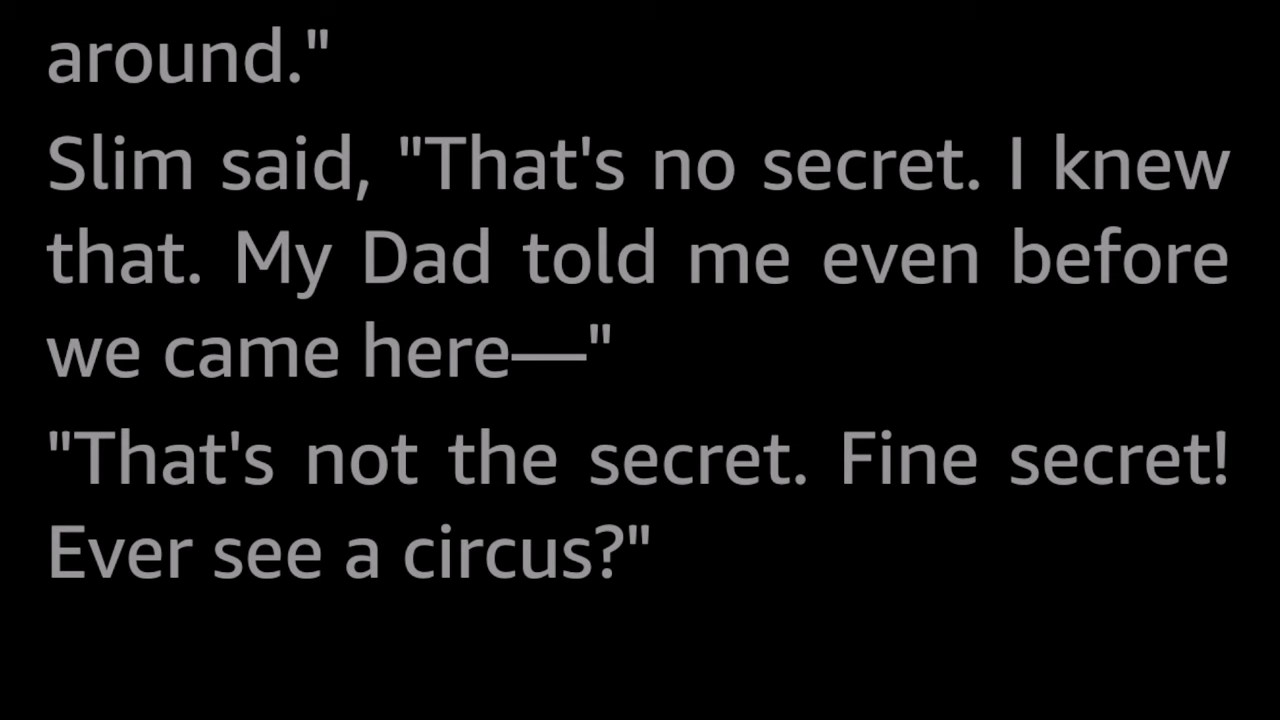 around."
Slim said, "That's no secret. I knew
that. My Dad told me even before
we came here—"
"That's not the secret. Fine secret!
Ever see a circus?"